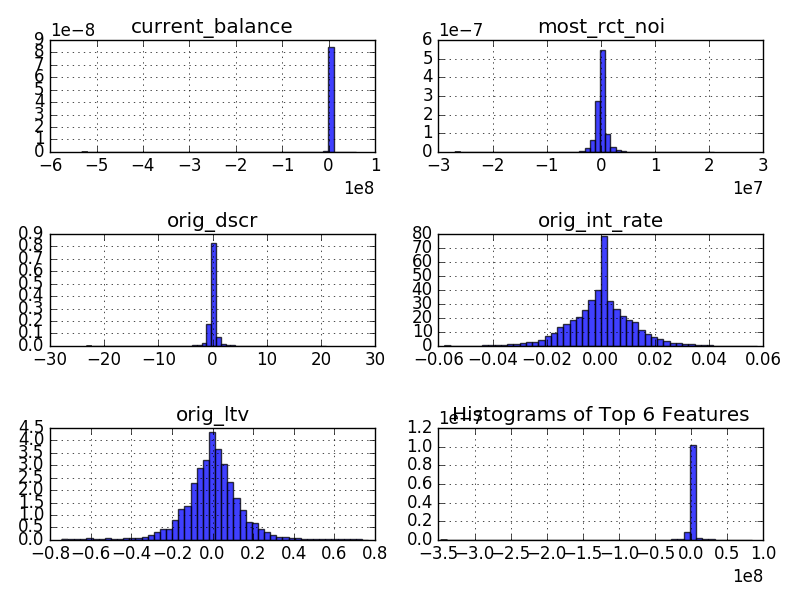 current_balance
1e−8
9
8
7
6
5
4
3
2
1
0
−6 −5 −4 −3 −2 −1 0 1
1e8
most_rct_noi
1e−7
6
5
4
3
2
1
0
−3 −2 −1 0 1 2 3
1e7
orig_dscr
0.9
0.8
0.7
0.6
0.5
0.4
0.3
0.2
0.1
0.0
−30 −20 −10 0 10 20 30
orig_int_rate
80
70
60
50
40
30
20
10
0
−0.06 −0.04 −0.02 0.00 0.02 0.04 0.06
orig_ltv
4.5
4.0
3.5
3.0
2.5
2.0
1.5
1.0
0.5
0.0
−0.8 −0.6 −0.4 −0.2 0.0 0.2 0.4 0.6 0.8
Histograms of Top 6 Features
1e−7
1.2
1.0
0.8
0.6
0.4
0.2
0.0
−3.5 −3.0 −2.5 −2.0 −1.5 −1.0 −0.5 0.0 0.5 1.0
1e8